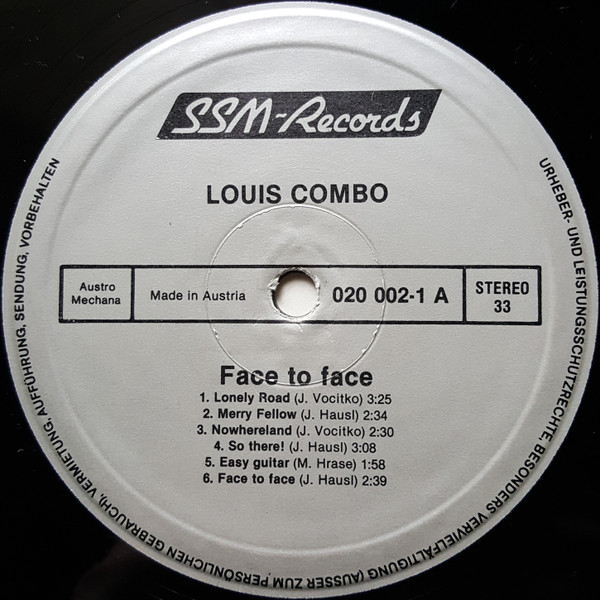 SSM-Records
LOUIS COMBO
Austro
Mechana
Made in Austria
020 002-1 A
STEREO
33
Face to face
1. Lonely Road (J. Vocitko) 3:25
2. Merry Fellow (J. Hausl) 2:34
3. Nowhereland (J. Vocitko) 2:30
4. So there! (J. Hausl) 3:08
5. Easy guitar (M. Hrase) 1:58
6. Face to face (J. Hausl) 2:39
URHEBER- UND LEISTUNGSSCHUTZRECHTE, BESONDERS VERVIELFÄLTIGUNG (AUSSER ZUM PERSÖNLICHEN GEBRAUCH), VERMIETUNG, AUFFÜHRUNG, SENDUNG, VORBEHALTEN